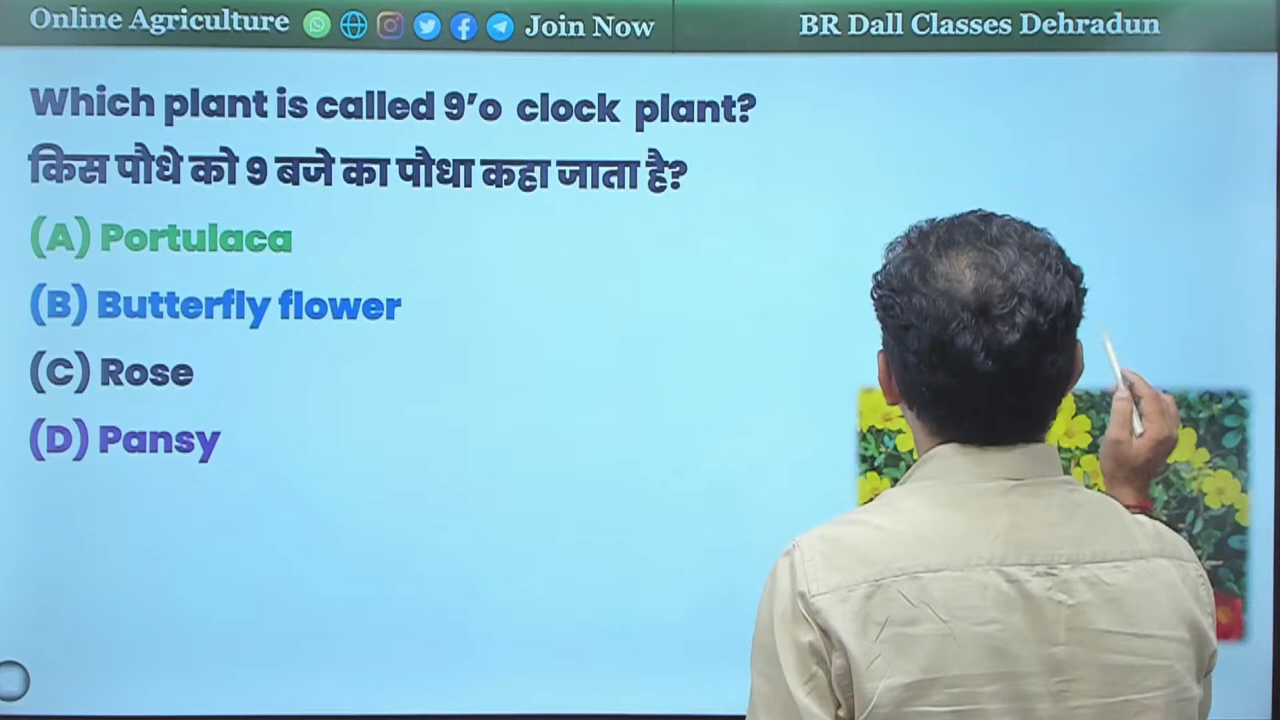 Online Agriculture Join Now BR Dall Classes Dehradun
Which plant is called 9'o clock plant?
किस पौधे को 9 बजे का पौधा कहा जाता है?
(A) Portulaca
(B) Butterfly flower
(C) Rose
(D) Pansy